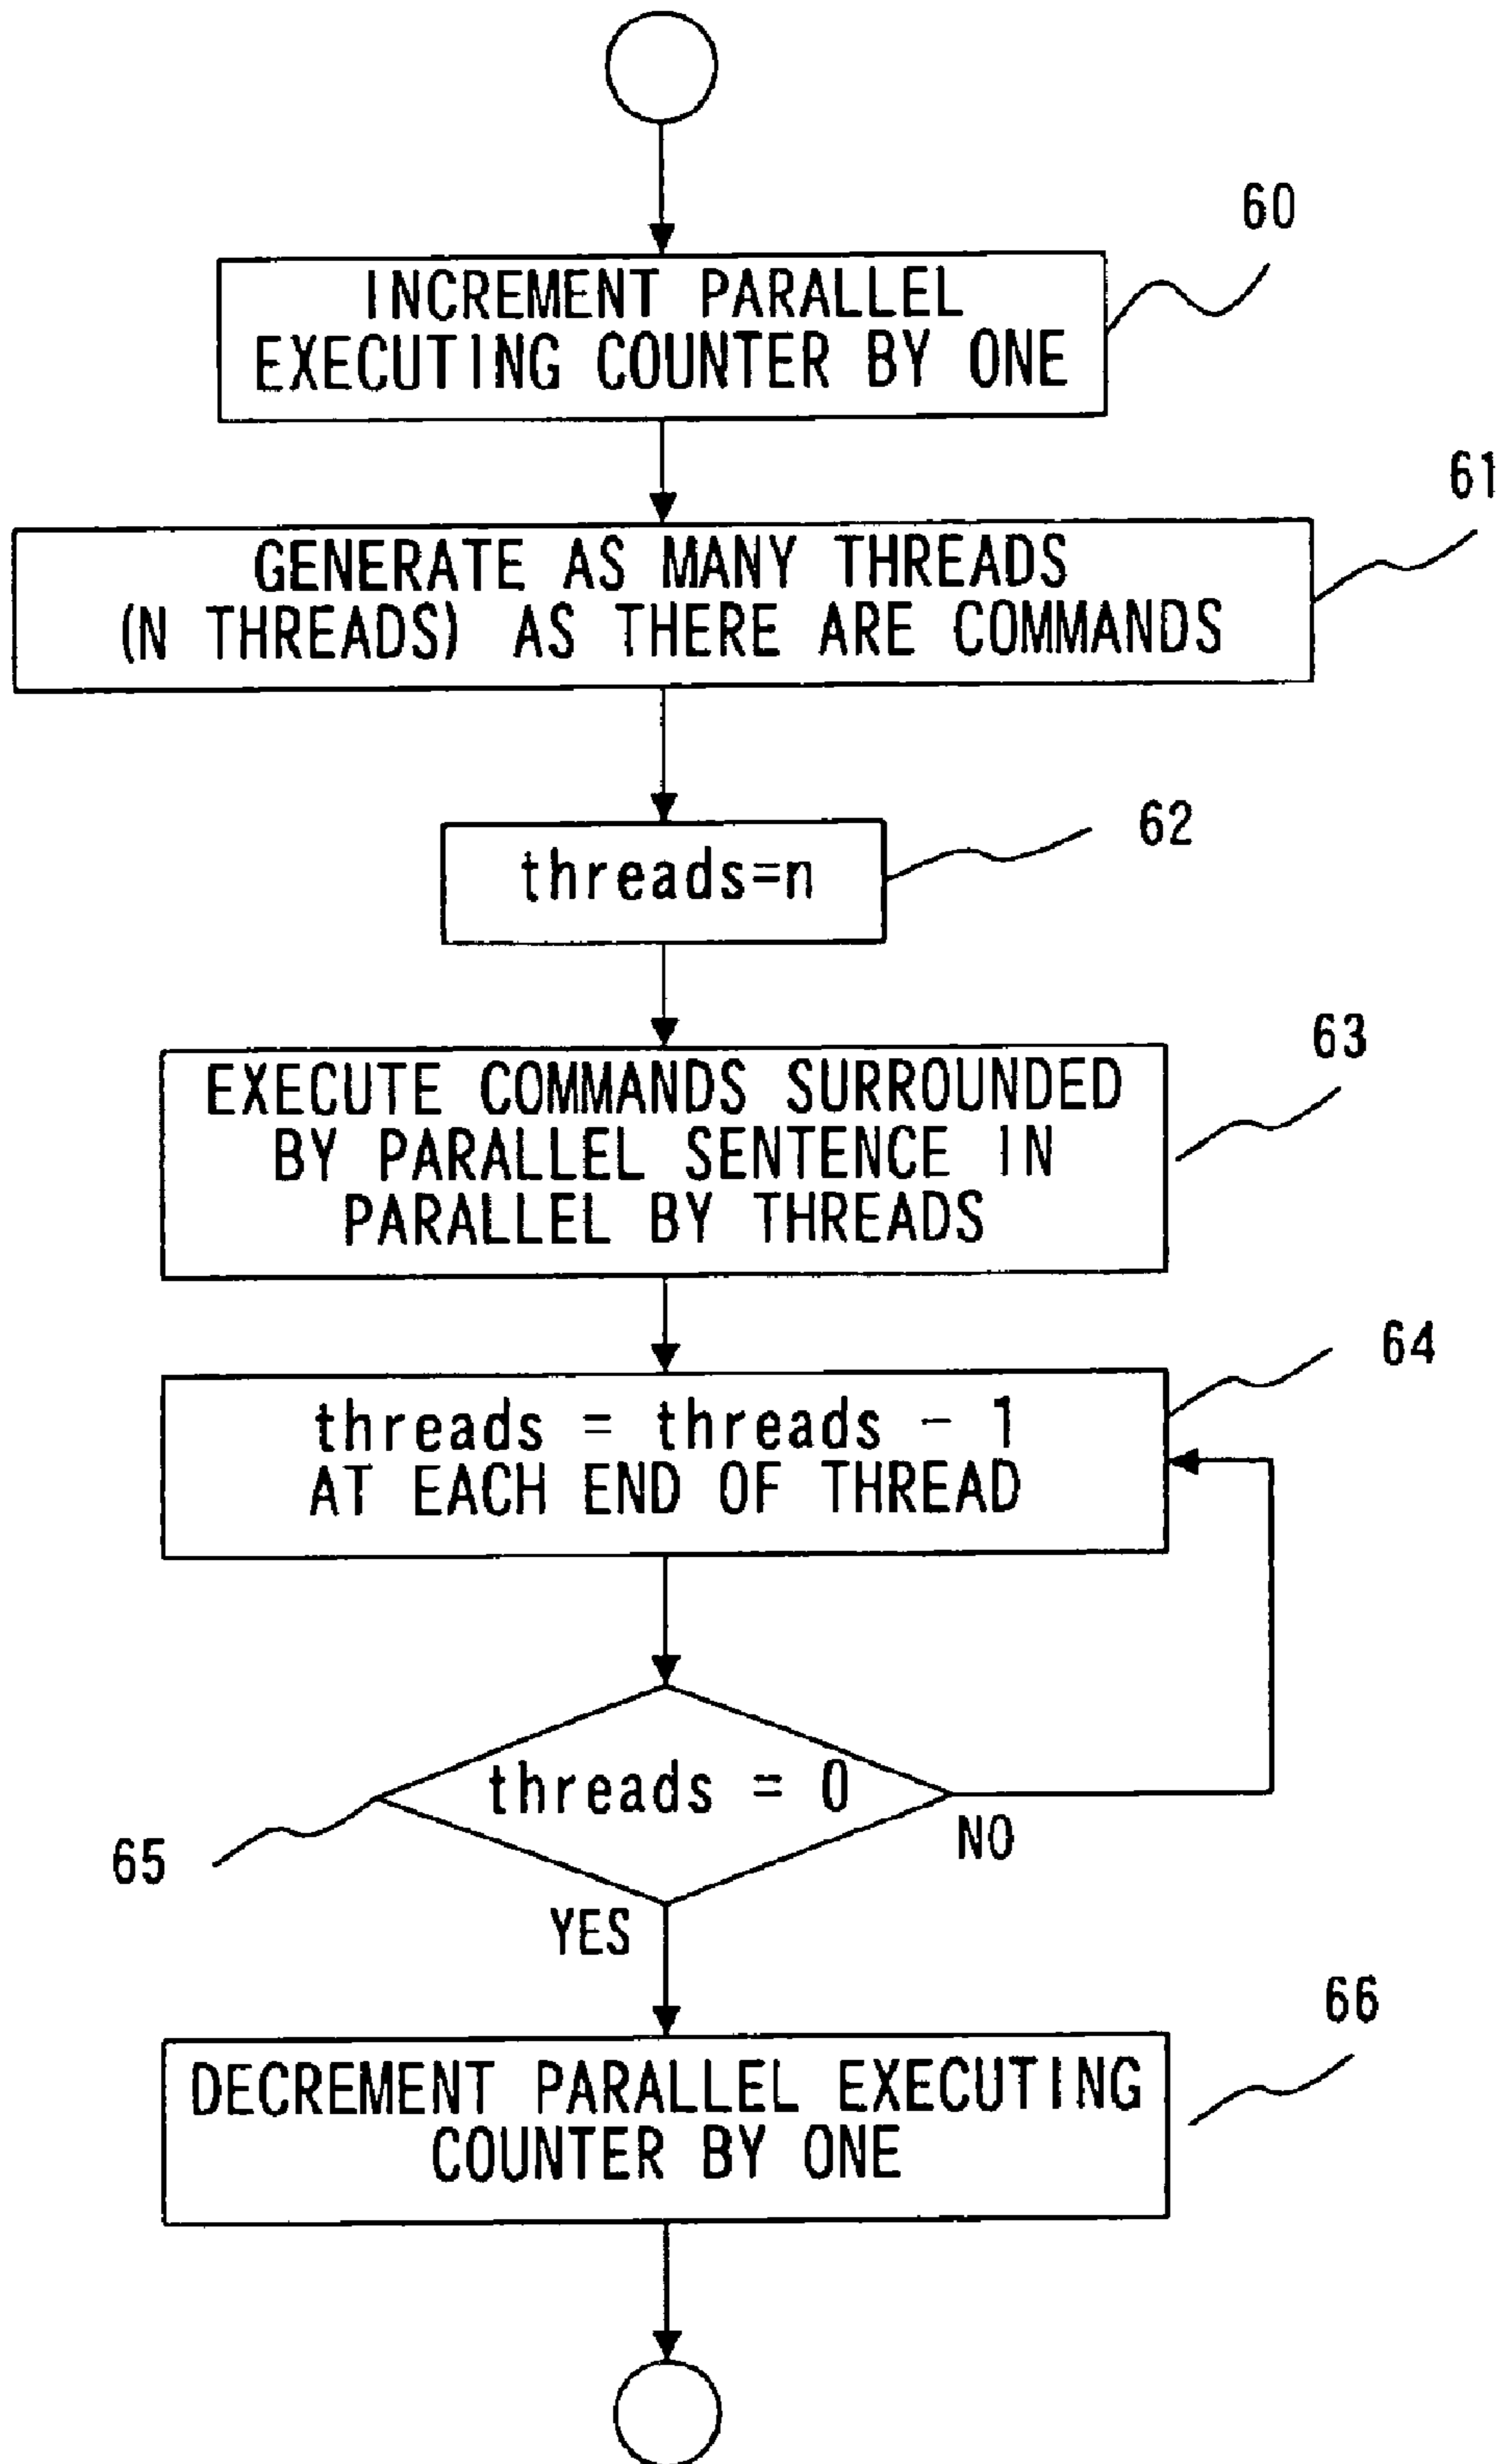 60
INCREMENT PARALLEL
EXECUTING COUNTER BY ONE
61
GENERATE AS MANY THREADS
(N THREADS) AS THERE ARE COMMANDS
62
threads=n
63
EXECUTE COMMANDS SURROUNDED
BY PARALLEL SENTENCE IN
PARALLEL BY THREADS
64
threads = threads - 1
AT EACH END OF THREAD
threads = 0
65
NO
YES
66
DECREMENT PARALLEL EXECUTING
COUNTER BY ONE